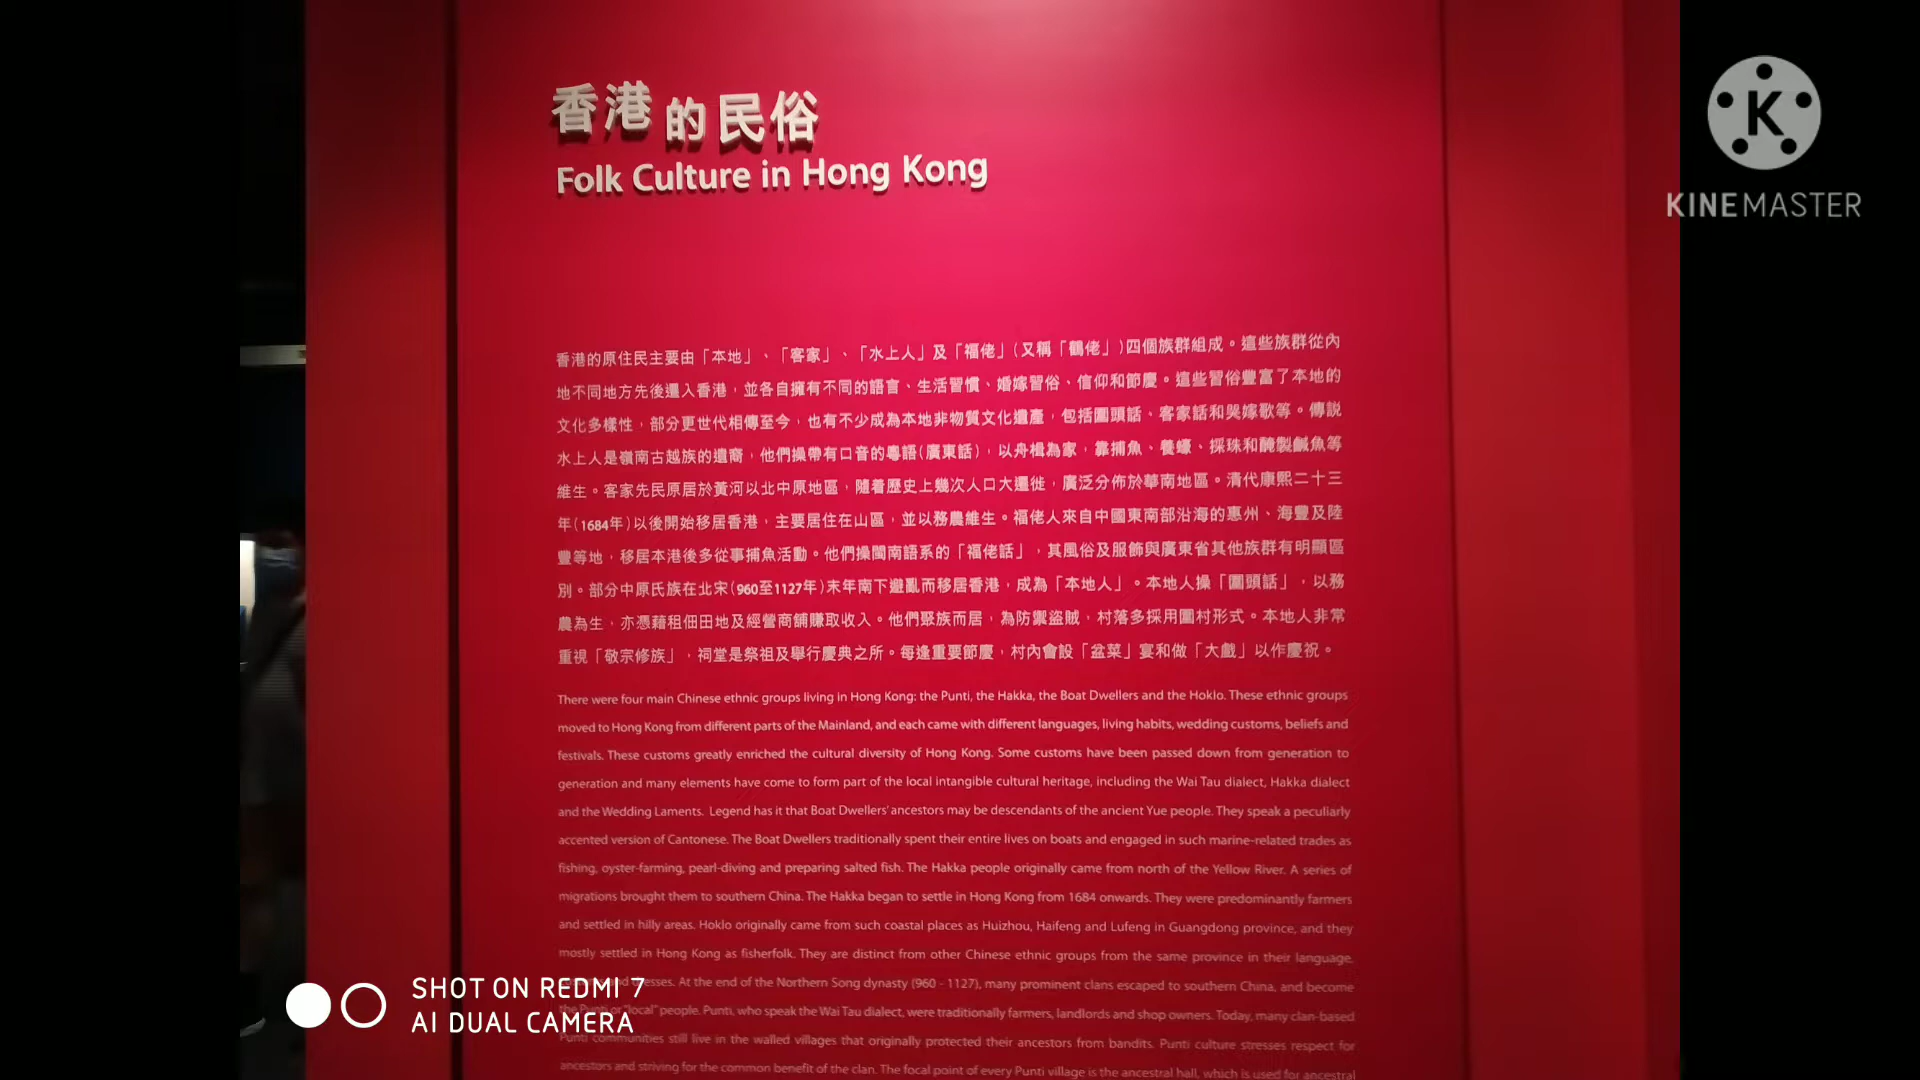 香港的民俗
Folk Culture in Hong Kong
香港的原住民主要由「本地」、「客家」、「水上人」及「福佬」(又稱「鶴佬」)四個族群組成。這些族群從內
地不同地方先後遷入香港，並各自擁有不同的語言、生活習慣、婚嫁習俗、信仰和節慶。這些習俗豐富了本地的
文化多樣性，部分更世代相傳至今，也有不少成為本地非物質文化遺產，包括圍頭話、客家話和哭嫁歌等。傳說
水上人是嶺南古越族的遺裔，他們操帶有口音的粵語(廣東話)，以舟楫為家，靠捕魚、養蠔、採珠和醃製鹹魚等
維生。客家先民原居於黃河以北中原地區，隨着歷史上幾次人口大遷徙，廣泛分佈於華南地區。清代康熙二十三
年(1684年)以後開始移居香港，主要居住在山區，並以務農維生。福佬人來自中國東南部沿海的惠州、海豐及陸
豐等地，移居本港後多從事捕魚活動。他們操閩南語系的「福佬話」，其風俗及服飾與廣東省其他族群有明顯區
別。部分中原氏族在北宋(960至1127年)末年南下避亂而移居香港，成為「本地人」。本地人操「圍頭話」，以務
農為生，亦憑藉租佃田地及經營商舖賺取收入。他們聚族而居，為防禦盜賊，村落多採用圍村形式。本地人非常
重視「敬宗修族」，祠堂是祭祖及舉行慶典之所。每逢重要節慶，村內會設「盆菜」宴和做「大戲」以作慶祝。
There were four main Chinese ethnic groups living in Hong Kong: the Punti, the Hakka, the Boat Dwellers and the Hoklo. These ethnic groups
moved to Hong Kong from different parts of the Mainland, and each came with different languages, living habits, wedding customs, beliefs and
festivals. These customs greatly enriched the cultural diversity of Hong Kong. Some customs have been passed down from generation to
generation and many elements have come to form part of the local intangible cultural heritage, including the Wai Tau dialect, Hakka dialect
and the Wedding Laments. Legend has it that Boat Dwellers' ancestors may be descendants of the ancient Yue people. They speak a peculiarly
accented version of Cantonese. The Boat Dwellers traditionally spent their entire lives on boats and engaged in such marine-related trades as
fishing, oyster-farming, pearl-diving and preparing salted fish. The Hakka people originally came from north of the Yellow River. A series of
migrations brought them to southern China. The Hakka began to settle in Hong Kong from 1684 onwards. They were predominantly farmers
and settled in hilly areas. Hoklo originally came from such coastal places as Huizhou, Haifeng and Lufeng in Guangdong province, and they
mostly settled in Hong Kong as fisherfolk. They are distinct from other Chinese ethnic groups from the same province in their language,
At the end of the Northern Song dynasty (960 - 1127), many prominent clans escaped to southern China, and become
the Punti or "local" people. Punti, who speak the Wai Tau dialect, were traditionally farmers, landlords and shop owners. Today, many clan-based
Punti communities still live in the walled villages that originally protected their ancestors from bandits. Punti culture stresses respect for
ancestors and striving for the common benefit of the clan. The focal point of every Punti village is the ancestral hall, which is used for ancestral
KINEMASTER
SHOT ON REDMI 7
AI DUAL CAMERA